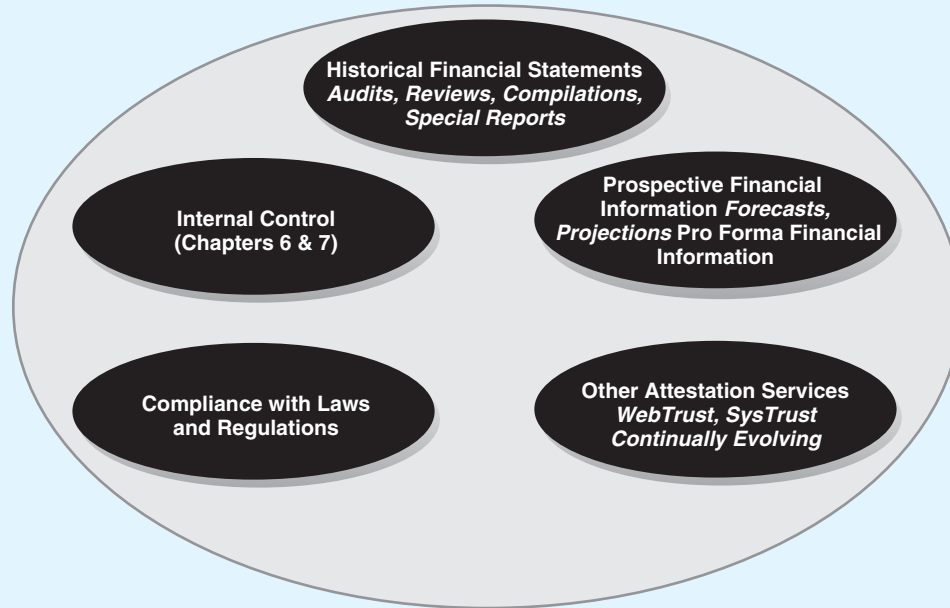 Historical Financial Statements
Audits, Reviews, Compilations,
Special Reports
Internal Control
(Chapters 6 & 7)
Prospective Financial
Information Forecasts,
Projections Pro Forma Financial
Information
Compliance with Laws
and Regulations
Other Attestation Services
WebTrust, SysTrust
Continually Evolving